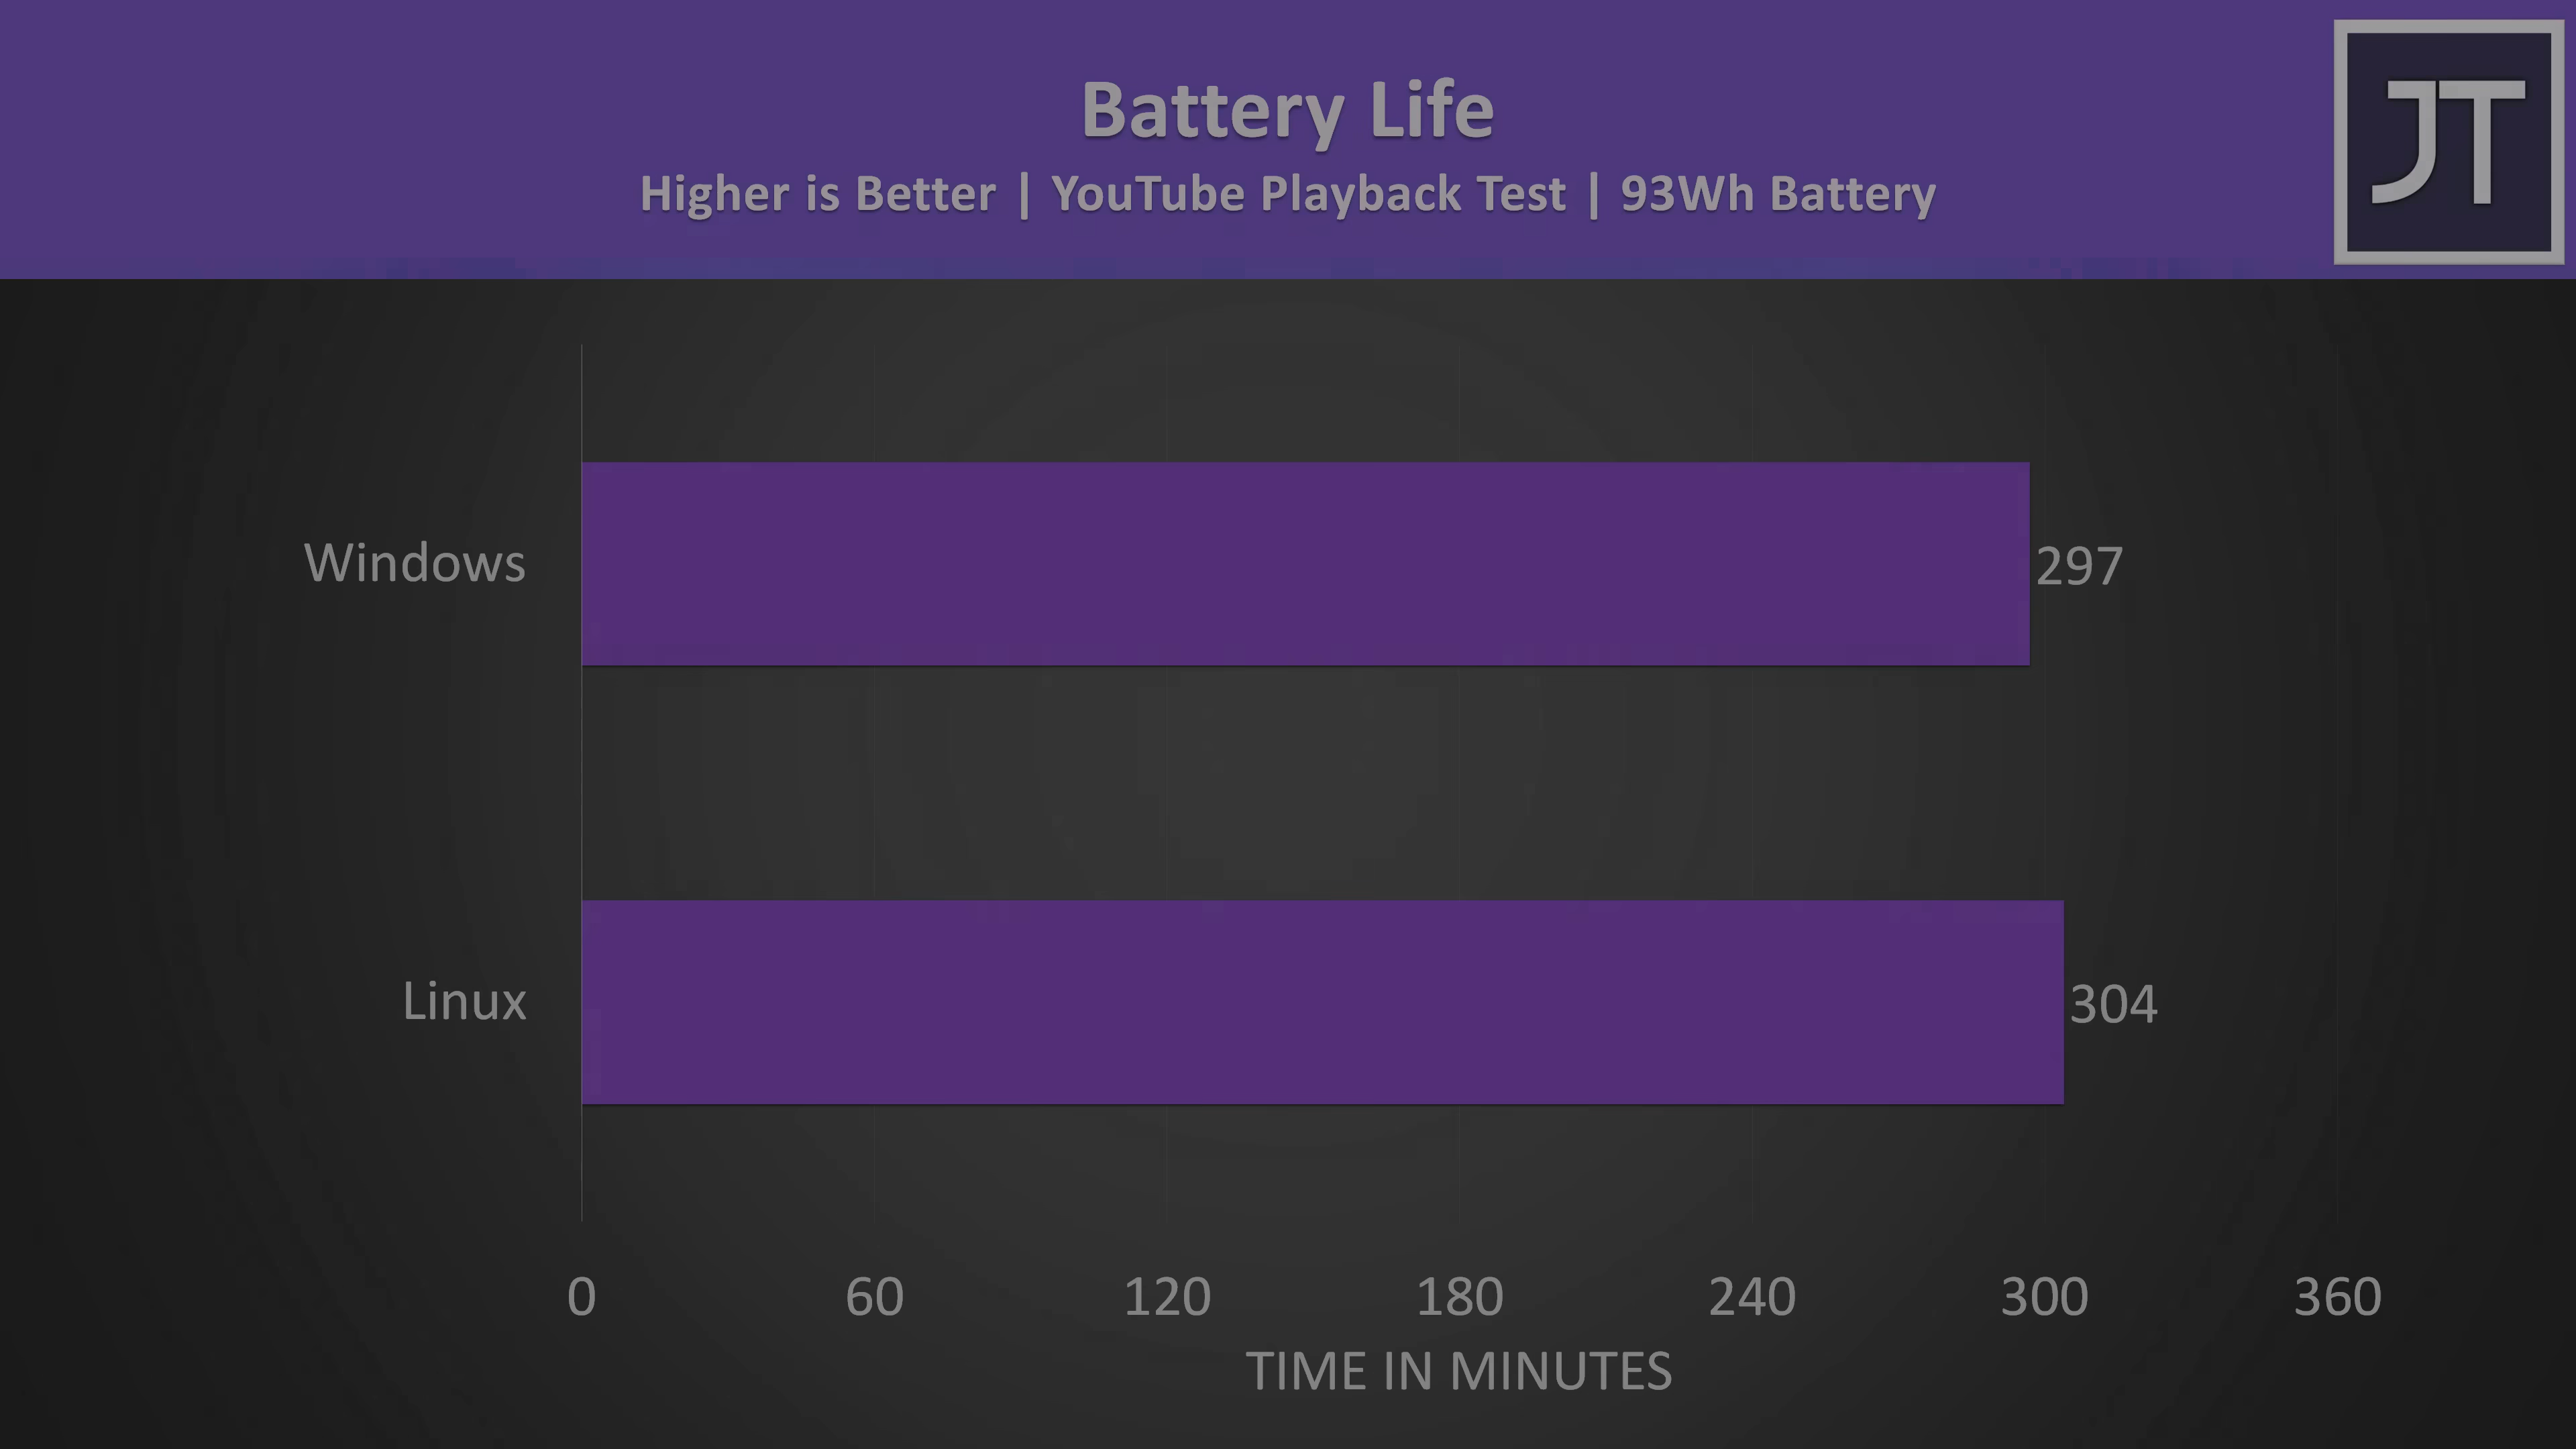 Battery Life
Higher is Better | YouTube Playback Test | 93Wh Battery
JT
Windows
297
Linux
304
0 60 120 180 240 300 360
TIME IN MINUTES